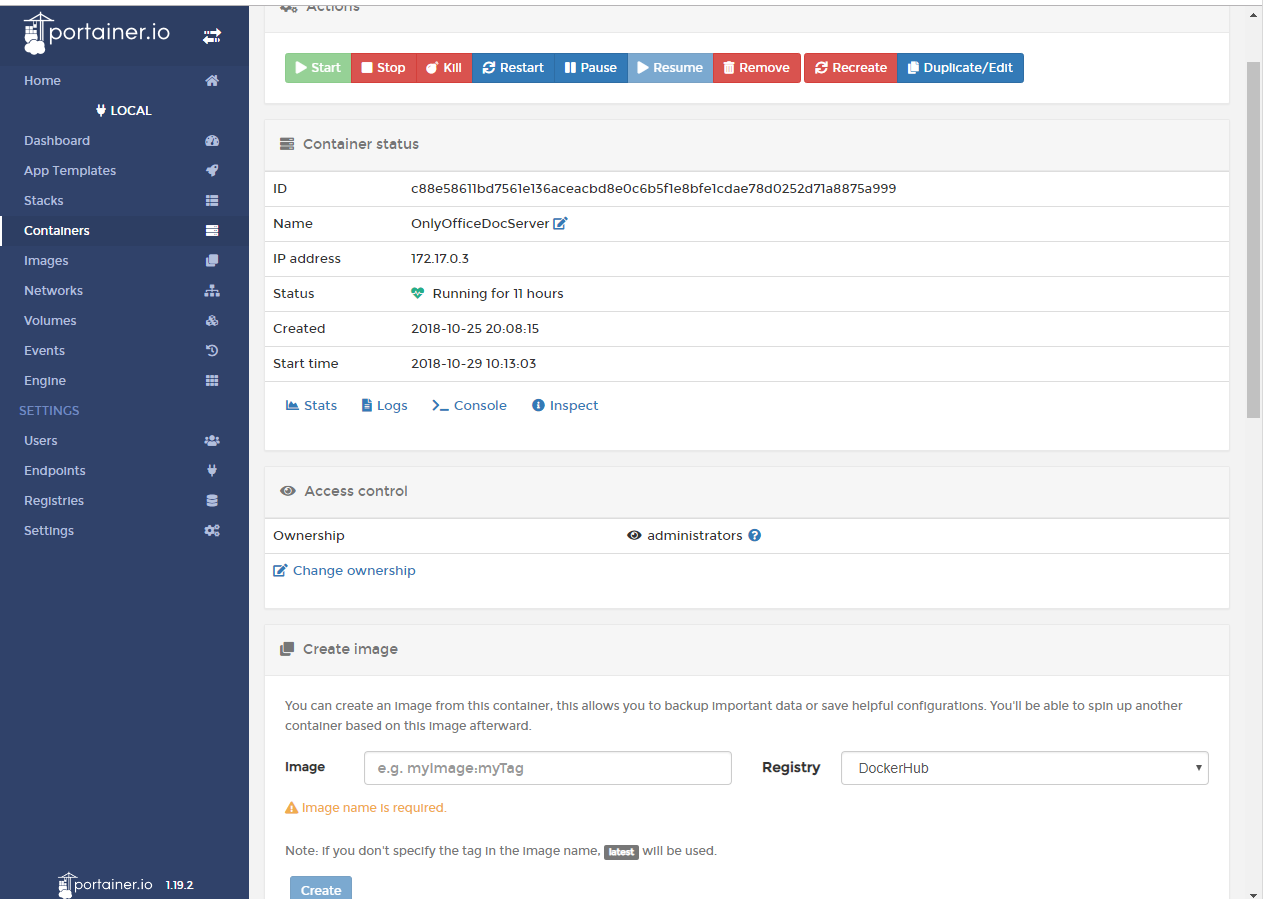 portainer.io
Home
LOCAL
Dashboard
App Templates
Stacks
Containers
Images
Networks
Volumes
Events
Engine
SETTINGS
Users
Endpoints
Registries
Settings
portainer.io 1.19.2
Actions
Start Stop Kill Restart Pause Resume Remove Recreate Duplicate/Edit
Container status
ID c88e58611bd7561e136aceacbd8e0c6b5f1e8bfe1cdae78d0252d71a8875a999
Name OnlyOfficeDocServer
IP address 172.17.0.3
Status Running for 11 hours
Created 2018-10-25 20:08:15
Start time 2018-10-29 10:13:03
Stats Logs Console Inspect
Access control
Ownership administrators
Change ownership
Create image
You can create an image from this container, this allows you to backup important data or save helpful configurations. You'll be able to spin up another
container based on this image afterward.
Image e.g. myImage:myTag Registry DockerHub
Image name is required.
Note: if you don't specify the tag in the image name, latest will be used.
Create